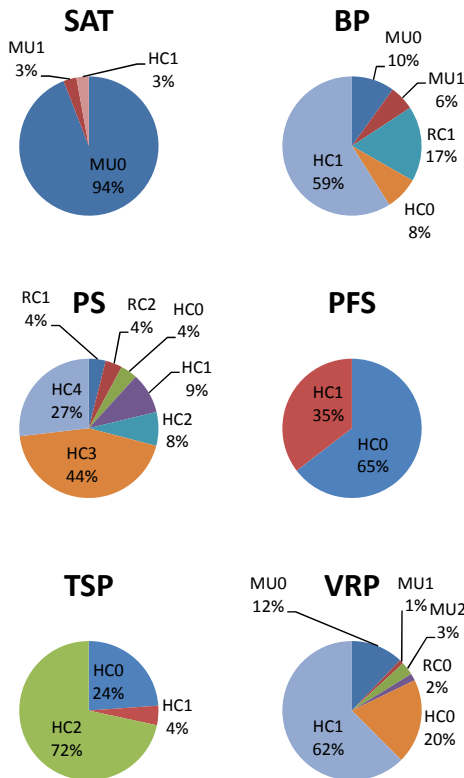 SAT
MU1
3%
HC1
3%
MU0
94%
BP
MU0
10%
MU1
6%
RC1
17%
HC0
8%
HC1
59%
PS
RC1
4%
RC2
4%
HC0
4%
HC1
9%
HC2
8%
HC3
44%
HC4
27%
PFS
HC1
35%
HC0
65%
TSP
HC0
24%
HC1
4%
HC2
72%
VRP
MU0
12%
MU1
1%
MU2
3%
RC0
2%
HC0
20%
HC1
62%